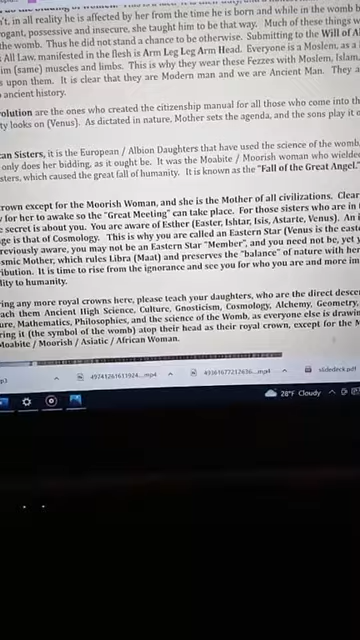 't, in all reality he is affected by her from the time he is born and while in the womb b
ogant, possessive and insecure, she taught him to be that way. Much of these things w
the womb. Thus he did not stand a chance to be otherwise. Submitting to the Will of Al
All Law, manifested in the flesh is Arm Leg Leg Arm Head. Everyone is a Moslem, as a
im (same) muscles and limbs. This is why they wear these Fezzes with Moslem, Islam,
s upon them. It is clear that they are Modern man and we are Ancient Man. They a
ancient history.
olution are the ones who created the citizenship manual for all those who come into th
ty looks on (Venus). As dictated in nature, Mother sets the agenda, and the sons play it o
an Sisters, it is the European / Albion Daughters that have used the science of the womb,
only does her bidding, as it ought be. It was the Moabite / Moorish woman who wielded
sters, which caused the great fall of humanity. It is known as the "Fall of the Great Angel."
rown except for the Moorish Woman, and she is the Mother of all civilizations. Clear
for her to awake so the "Great Meeting" can take place. For those sisters who are in
e secret is about you. You are aware of Esther (Easter, Ishtar, Isis, Astarte, Venus). An i
ge is that of Cosmology. This is why you are called an Eastern Star (Venus is the easte
reviously aware, you may not be an Eastern Star "Member", and you need not be, yet y
smic Mother, which rules Libra (Maat) and preserves the "balance" of nature with her
ibution. It is time to rise from the ignorance and see you for who you are and more im
lity to humanity.
ring any more royal crowns here, please teach your daughters, who are the direct desce
ach them Ancient High Science, Culture, Gnosticism, Cosmology, Alchemy, Geometry,
ure, Mathematics, Philosophies, and the science of the Womb, as everyone else is drawin
ring it (the symbol of the womb) atop their head as their royal crown, except for the M
Moabite / Moorish / Asiatic / African Woman.
p3 49741261611924....mp4 49361677212636....mp4 slidedeck.pdf
28°F Cloudy